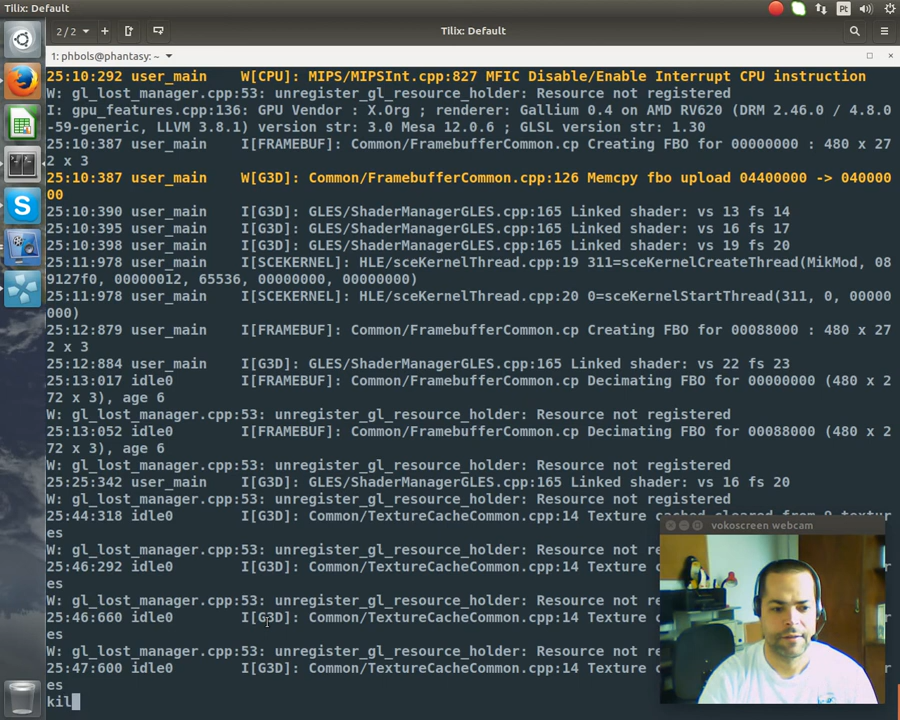 Tilix: Default
Pt
2 / 2
Tilix: Default
1: phbols@phantasy: ~
25:10:292 user_main    W[CPU]: MIPS/MIPSInt.cpp:827 MFIC Disable/Enable Interrupt CPU instruction
W: gl_lost_manager.cpp:53: unregister_gl_resource_holder: Resource not registered
I: gpu_features.cpp:136: GPU Vendor : X.Org ; renderer: Gallium 0.4 on AMD RV620 (DRM 2.46.0 / 4.8.0
-59-generic, LLVM 3.8.1) version str: 3.0 Mesa 12.0.6 ; GLSL version str: 1.30
25:10:387 user_main    I[FRAMEBUF]: Common/FramebufferCommon.cp Creating FBO for 00000000 : 480 x 27
2 x 3
25:10:387 user_main    W[G3D]: Common/FramebufferCommon.cpp:126 Memcpy fbo upload 04400000 -> 040000
00
25:10:390 user_main    I[G3D]: GLES/ShaderManagerGLES.cpp:165 Linked shader: vs 13 fs 14
25:10:395 user_main    I[G3D]: GLES/ShaderManagerGLES.cpp:165 Linked shader: vs 16 fs 17
25:10:398 user_main    I[G3D]: GLES/ShaderManagerGLES.cpp:165 Linked shader: vs 19 fs 20
25:11:978 user_main    I[SCEKERNEL]: HLE/sceKernelThread.cpp:19 311=sceKernelCreateThread(MikMod, 08
9127f0, 00000012, 65536, 00000000, 00000000)
25:11:978 user_main    I[SCEKERNEL]: HLE/sceKernelThread.cpp:20 0=sceKernelStartThread(311, 0, 00000
000)
25:12:879 user_main    I[FRAMEBUF]: Common/FramebufferCommon.cp Creating FBO for 00088000 : 480 x 27
2 x 3
25:12:884 user_main    I[G3D]: GLES/ShaderManagerGLES.cpp:165 Linked shader: vs 22 fs 23
25:13:017 idle0        I[FRAMEBUF]: Common/FramebufferCommon.cp Decimating FBO for 00000000 (480 x 2
72 x 3), age 6
W: gl_lost_manager.cpp:53: unregister_gl_resource_holder: Resource not registered
25:13:052 idle0        I[FRAMEBUF]: Common/FramebufferCommon.cp Decimating FBO for 00088000 (480 x 2
72 x 3), age 6
W: gl_lost_manager.cpp:53: unregister_gl_resource_holder: Resource not registered
25:25:342 user_main    I[G3D]: GLES/ShaderManagerGLES.cpp:165 Linked shader: vs 16 fs 20
W: gl_lost_manager.cpp:53: unregister_gl_resource_holder: Resource not registered
25:44:318 idle0        I[G3D]: Common/TextureCacheCommon.cpp:14 Texture cached cleared from 9 textur
es
vokoscreen webcam
W: gl_lost_manager.cpp:53: unregister_gl_resource_holder: Resource not re
25:46:292 idle0        I[G3D]: Common/TextureCacheCommon.cpp:14 Texture c
es
W: gl_lost_manager.cpp:53: unregister_gl_resource_holder: Resource not re
25:46:660 idle0        I[G3D]: Common/TextureCacheCommon.cpp:14 Texture c
es
W: gl_lost_manager.cpp:53: unregister_gl_resource_holder: Resource not re
25:47:600 idle0        I[G3D]: Common/TextureCacheCommon.cpp:14 Texture c
es
kil